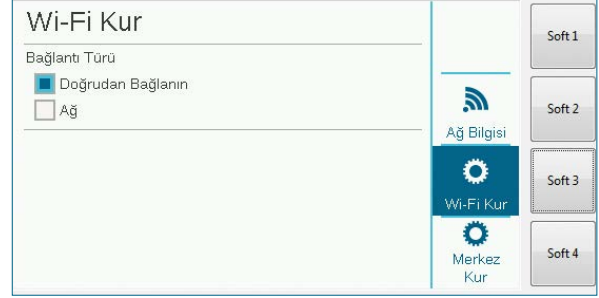 Wi-Fi Kur
Bağlantı Türü
Doğrudan Bağlanın
Ağ
Ağ Bilgisi
Wi-Fi Kur
Merkez
Kur
Soft 1
Soft 2
Soft 3
Soft 4